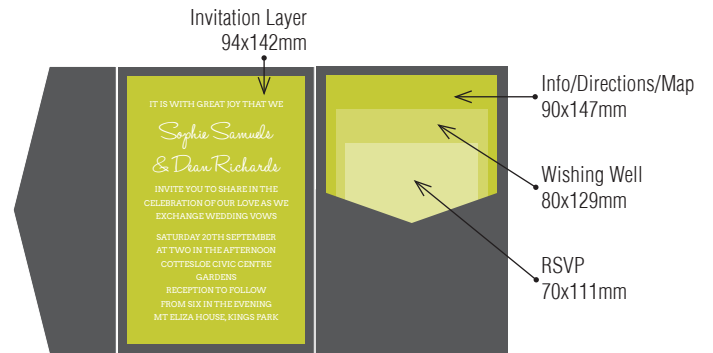 Invitation Layer
94x142mm
IT IS WITH GREAT JOY THAT WE
Sophie Samuels
& Dean Richards
INVITE YOU TO SHARE IN THE
CELEBRATION OF OUR LOVE AS WE
EXCHANGE WEDDING VOWS
SATURDAY 20TH SEPTEMBER
AT TWO IN THE AFTERNOON
COTTESLOE CIVIC CENTRE
GARDENS
RECEPTION TO FOLLOW
FROM SIX IN THE EVENING
MT ELIZA HOUSE, KINGS PARK
Info/Directions/Map
90x147mm
Wishing Well
80x129mm
RSVP
70x111mm